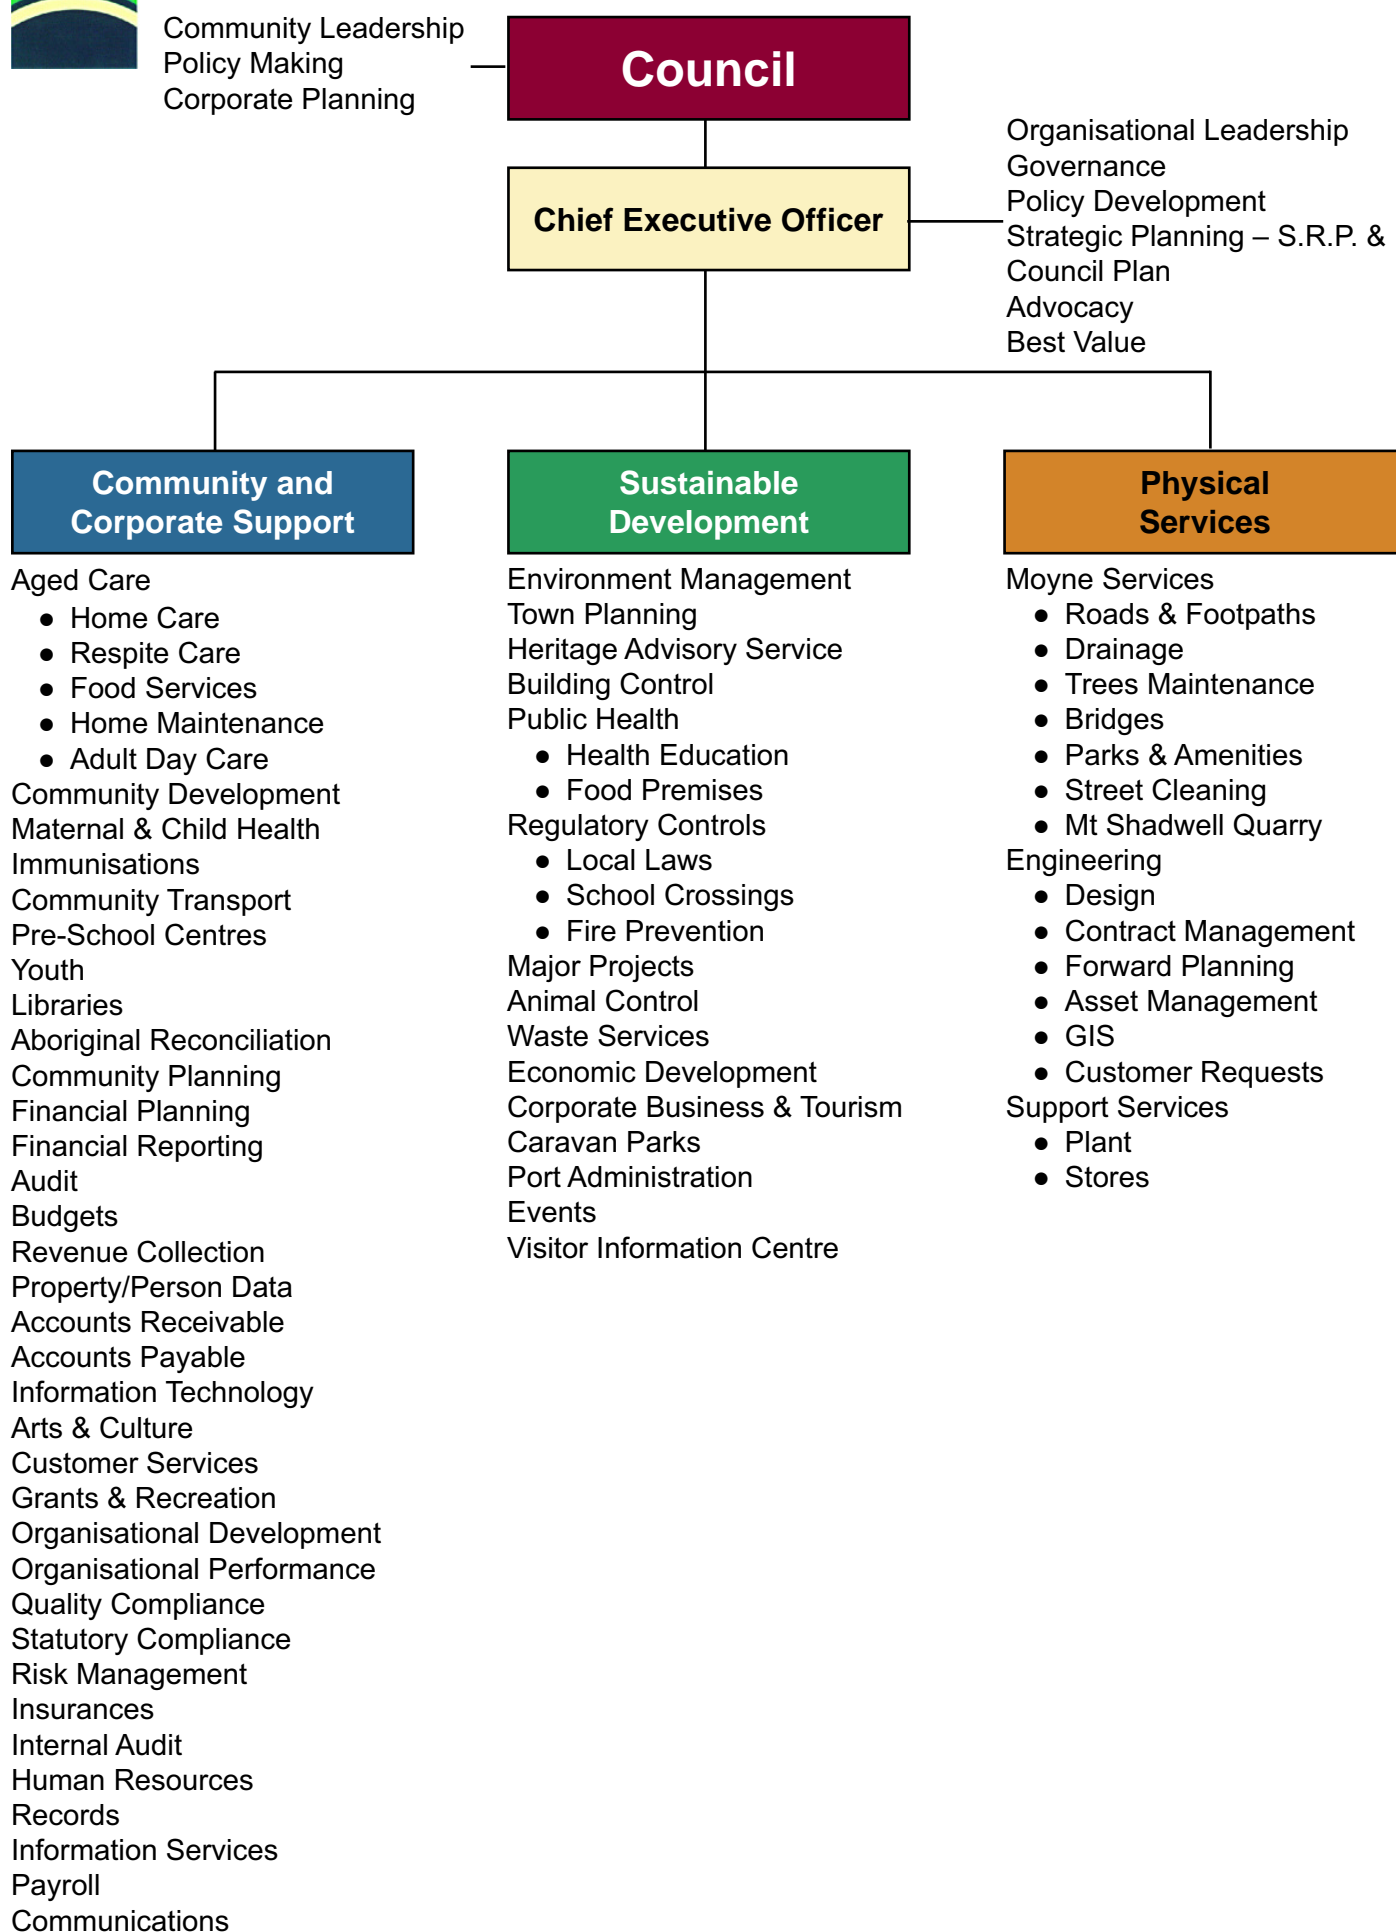 Community Leadership
Policy Making
Corporate Planning
Council
Organisational Leadership
Governance
Policy Development
Strategic Planning – S.R.P. &
Council Plan
Advocacy
Best Value
Chief Executive Officer
Community and
Corporate Support
Aged Care
● Home Care
● Respite Care
● Food Services
● Home Maintenance
● Adult Day Care
Community Development
Maternal & Child Health
Immunisations
Community Transport
Pre-School Centres
Youth
Libraries
Aboriginal Reconciliation
Community Planning
Financial Planning
Financial Reporting
Audit
Budgets
Revenue Collection
Property/Person Data
Accounts Receivable
Accounts Payable
Information Technology
Arts & Culture
Customer Services
Grants & Recreation
Organisational Development
Organisational Performance
Quality Compliance
Statutory Compliance
Risk Management
Insurances
Internal Audit
Human Resources
Records
Information Services
Payroll
Communications
Sustainable
Development
Environment Management
Town Planning
Heritage Advisory Service
Building Control
Public Health
● Health Education
● Food Premises
Regulatory Controls
● Local Laws
● School Crossings
● Fire Prevention
Major Projects
Animal Control
Waste Services
Economic Development
Corporate Business & Tourism
Caravan Parks
Port Administration
Events
Visitor Information Centre
Physical
Services
Moyne Services
● Roads & Footpaths
● Drainage
● Trees Maintenance
● Bridges
● Parks & Amenities
● Street Cleaning
● Mt Shadwell Quarry
Engineering
● Design
● Contract Management
● Forward Planning
● Asset Management
● GIS
● Customer Requests
Support Services
● Plant
● Stores